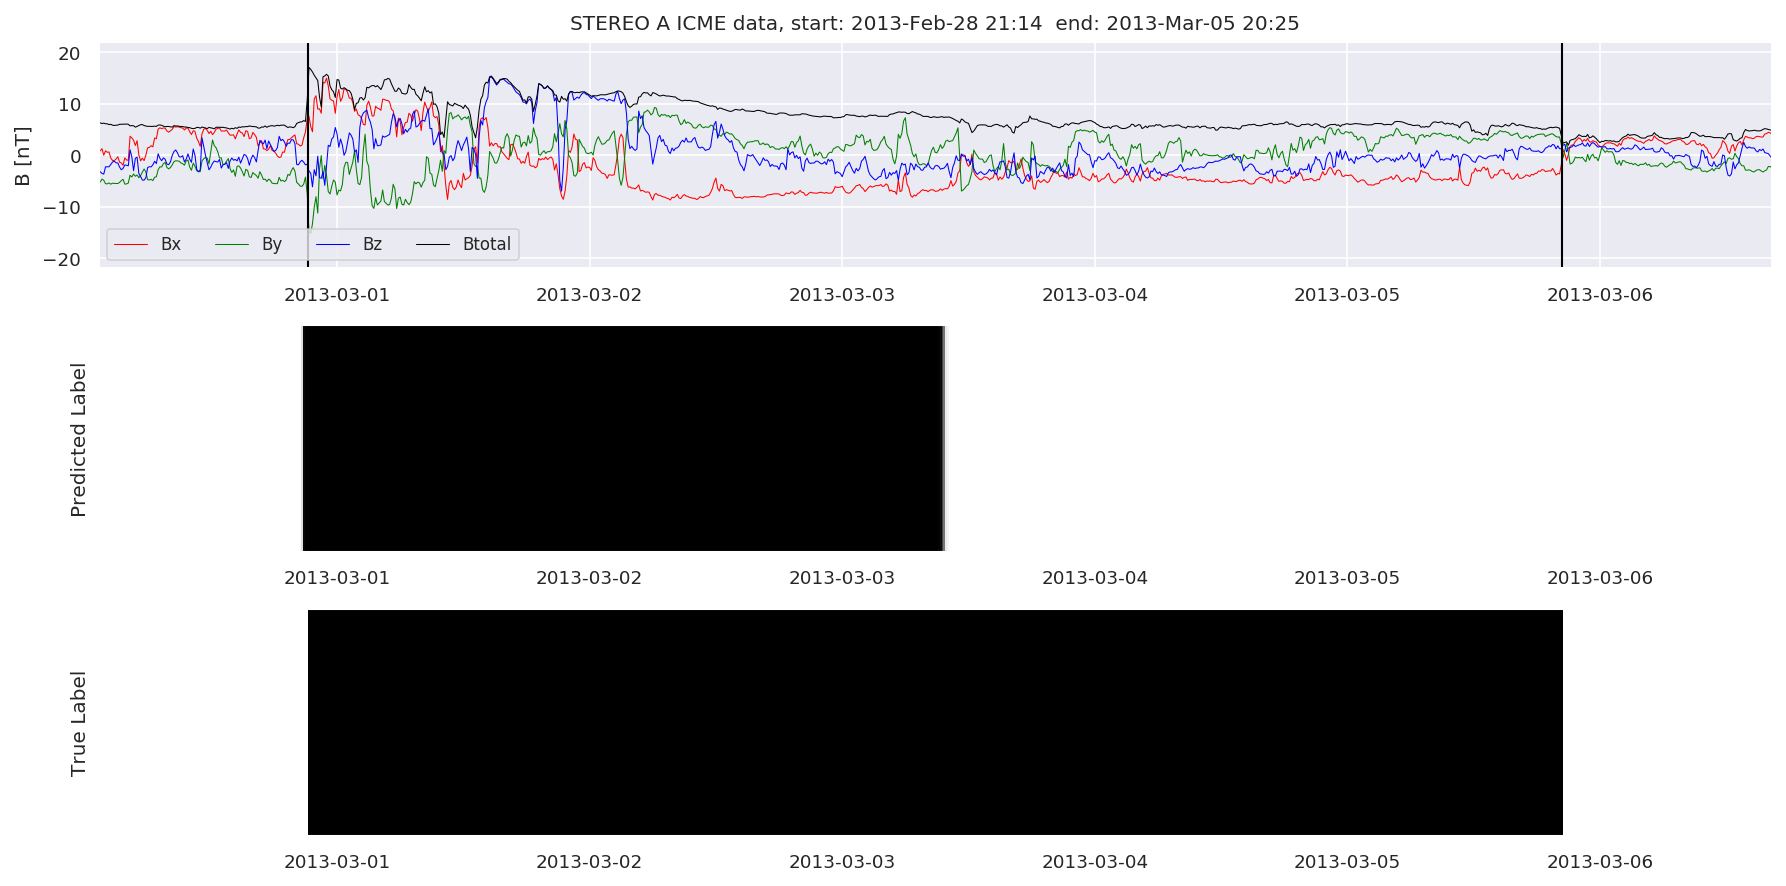 STEREO A ICME data, start: 2013-Feb-28 21:14  end: 2013-Mar-05 20:25
B [nT]
20
10
0
−10
−20
Bx By Bz Btotal
2013-03-01 2013-03-02 2013-03-03 2013-03-04 2013-03-05 2013-03-06
Predicted Label
2013-03-01 2013-03-02 2013-03-03 2013-03-04 2013-03-05 2013-03-06
True Label
2013-03-01 2013-03-02 2013-03-03 2013-03-04 2013-03-05 2013-03-06